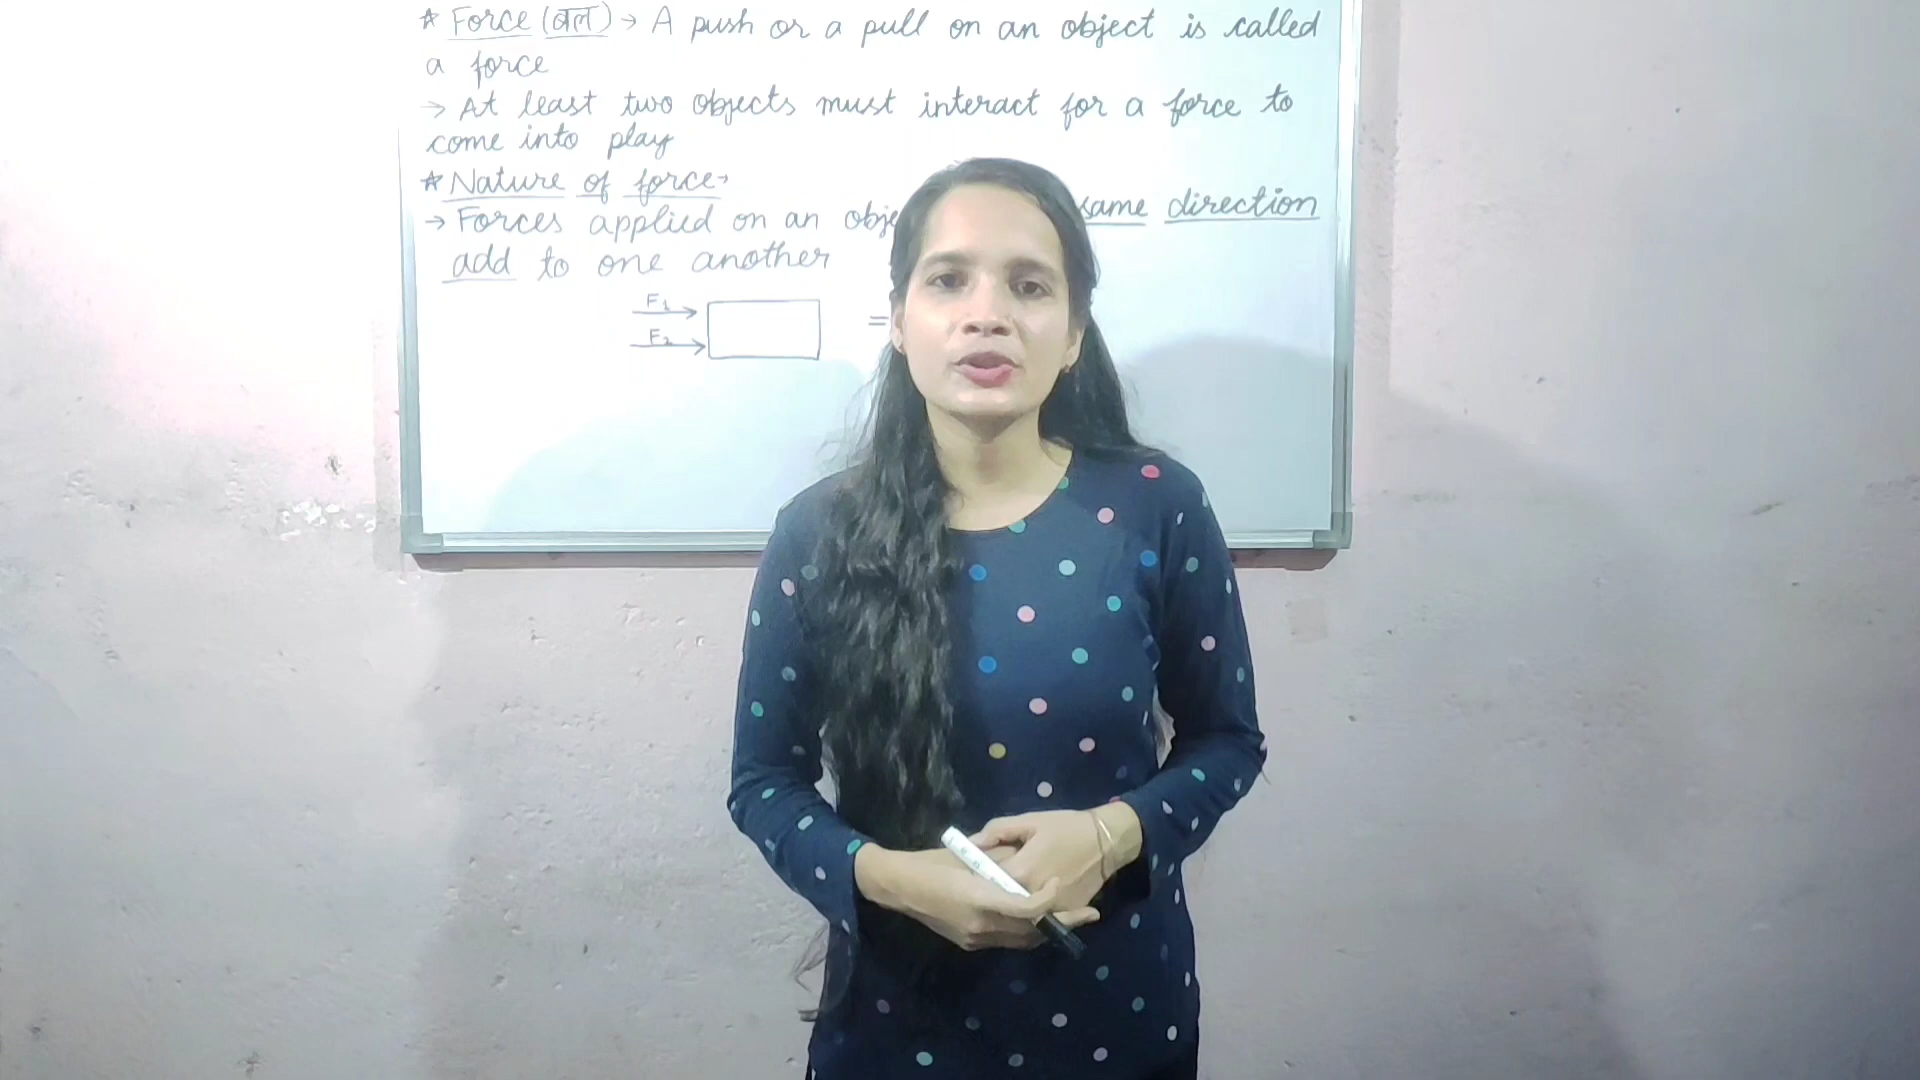 * Force (बल) → A push or a pull on an object is called
a force
→ At least two objects must interact for a force to
come into play
* Nature of force →
→ Forces applied on an same direction
add to one another
F1
F2
=